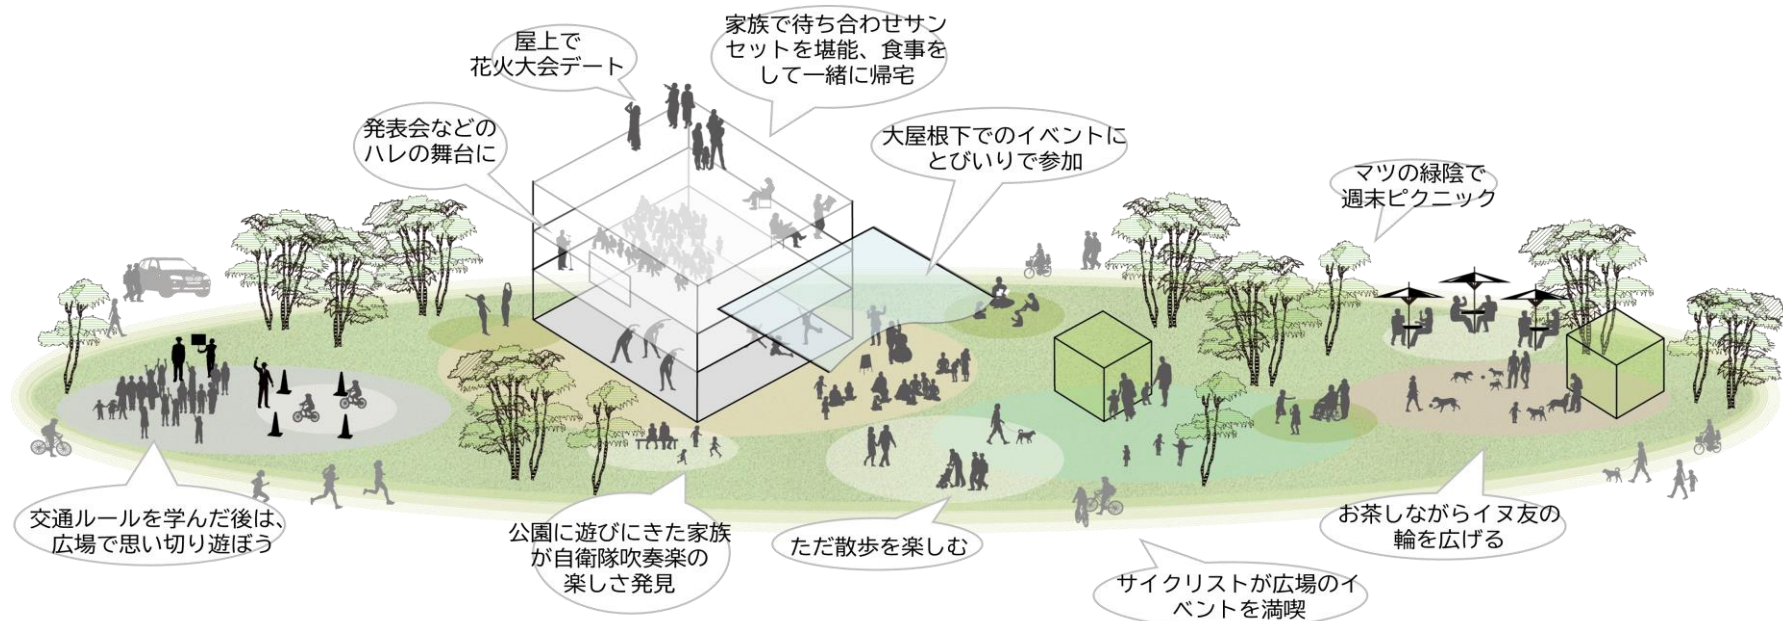 屋上で
花火大会デート
家族で待ち合わせサン
セットを堪能、食事を
して一緒に帰宅
発表会などの
ハレの舞台に
大屋根下でのイベントに
とびいりで参加
マツの緑陰で
週末ピクニック
交通ルールを学んだ後は、
広場で思い切り遊ぼう
公園に遊びにきた家族
が自衛隊吹奏楽の
楽しさ発見
ただ散歩を楽しむ
サイクリストが広場のイ
ベントを満喫
お茶しながらイヌ友の
輪を広げる